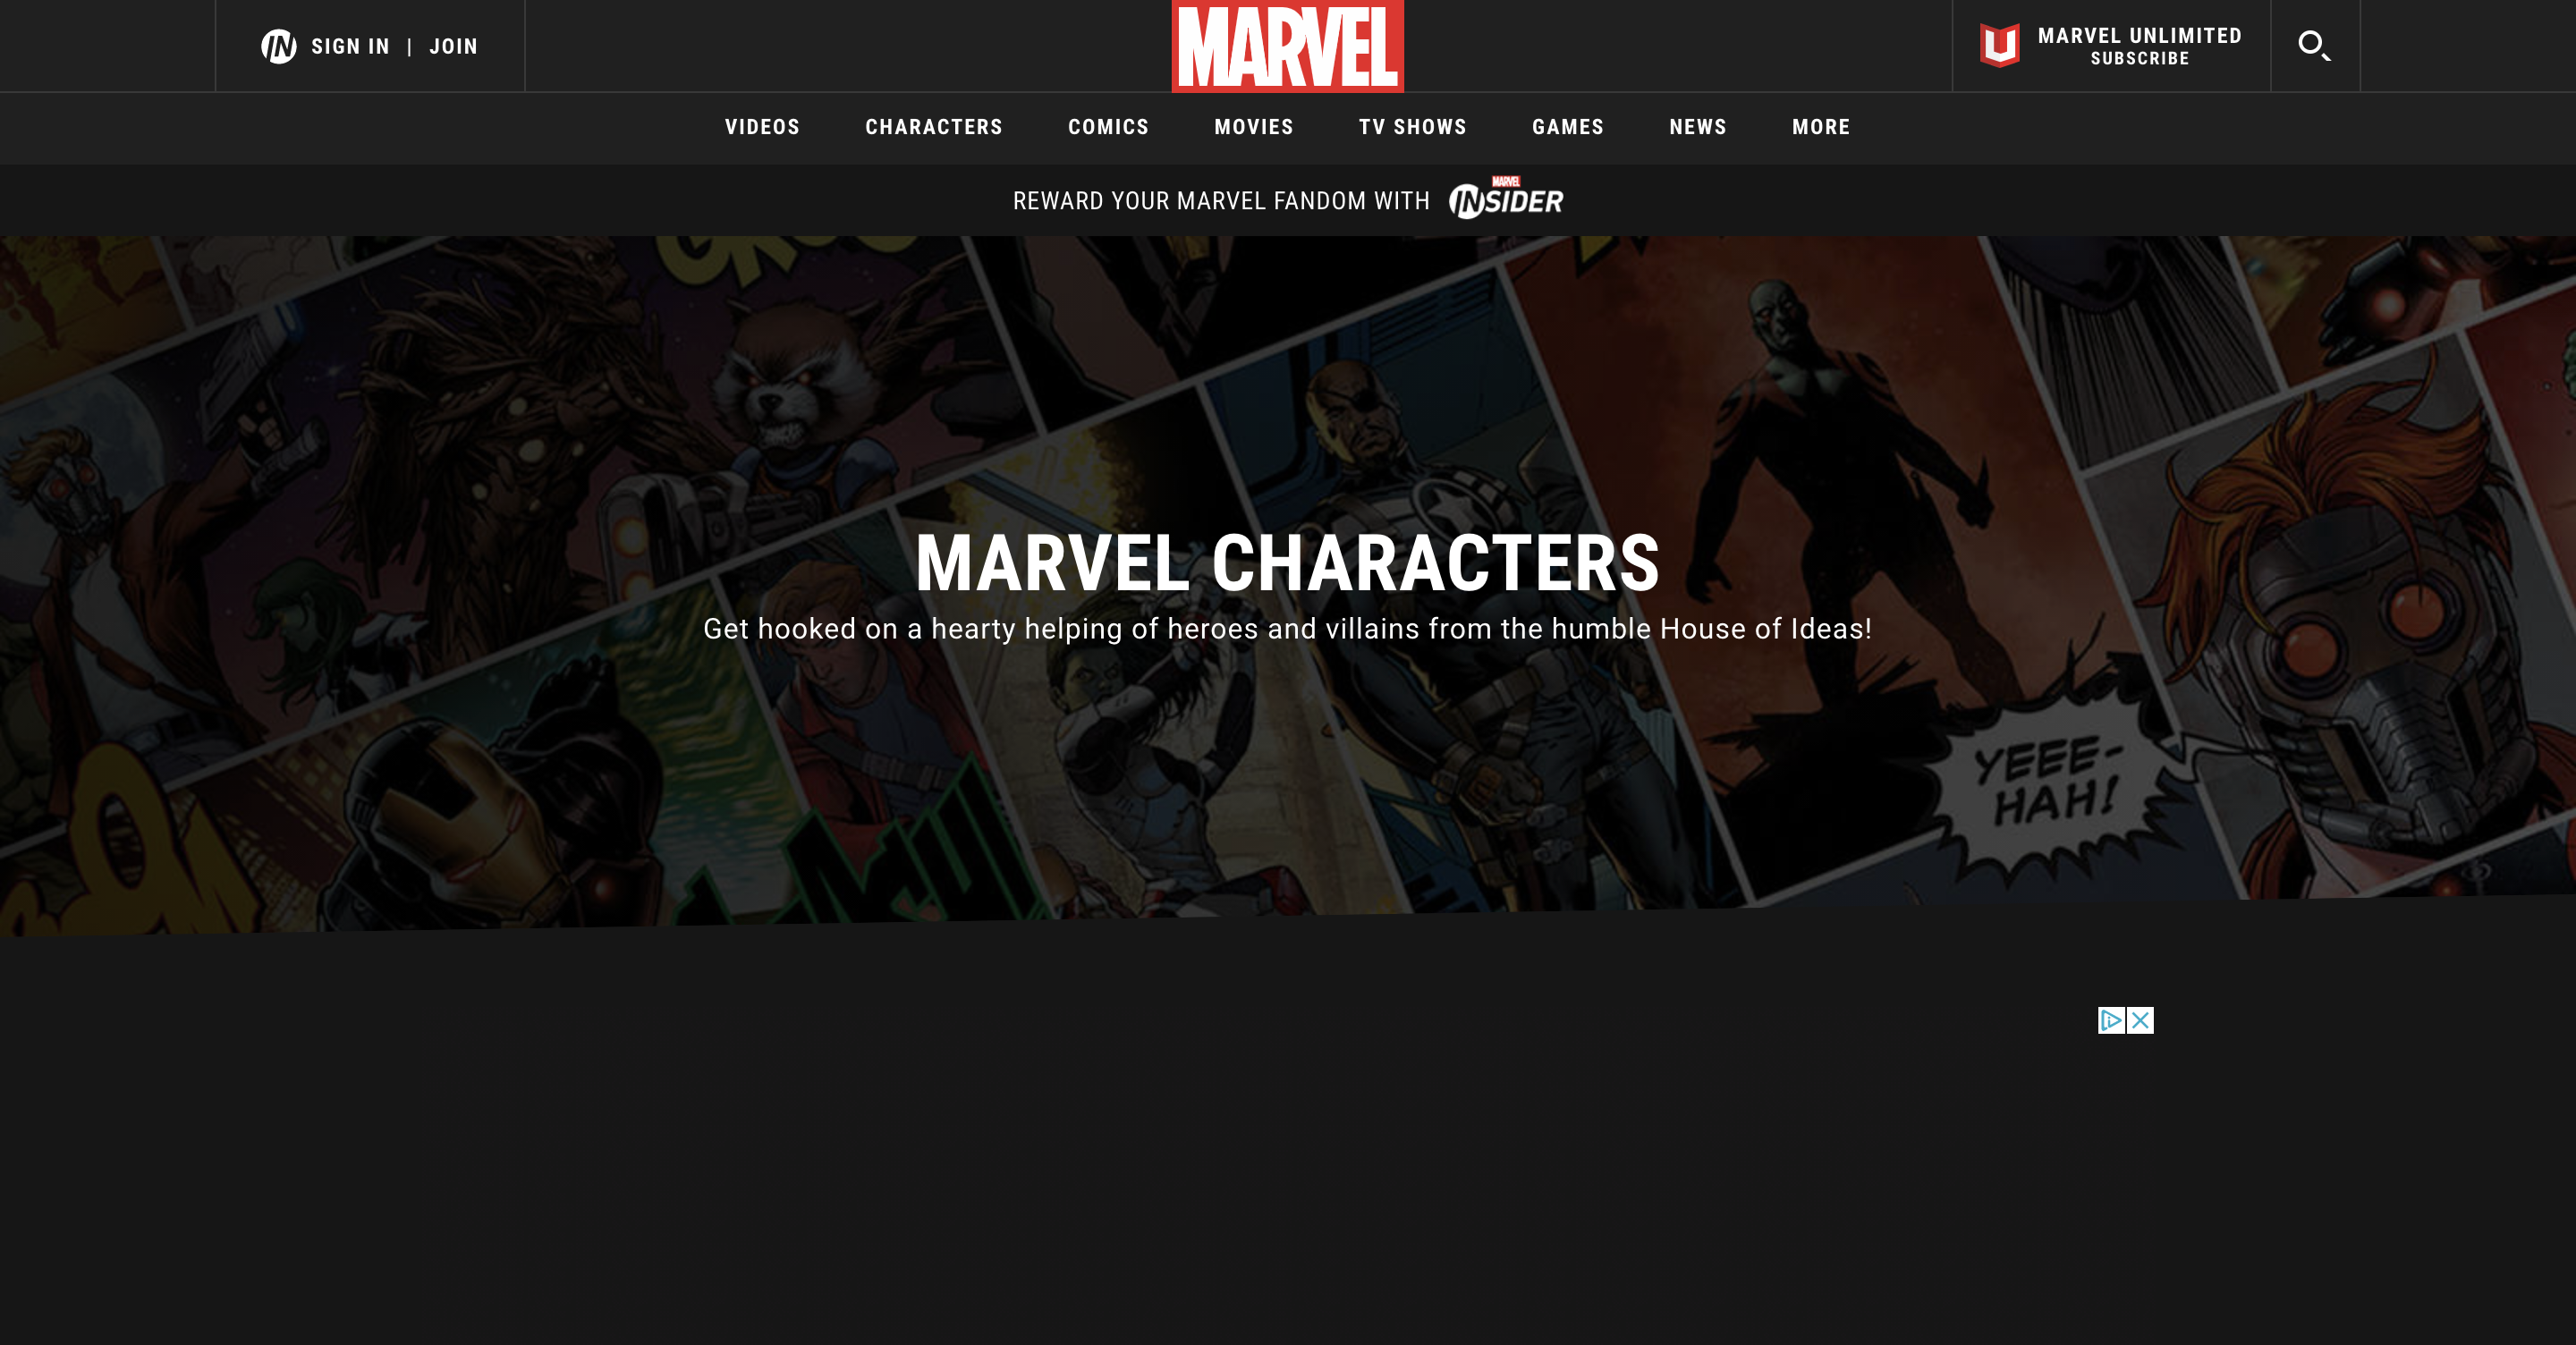 SIGN IN | JOIN
MARVEL
MARVEL UNLIMITED
SUBSCRIBE
VIDEOS CHARACTERS COMICS MOVIES TV SHOWS GAMES NEWS MORE
REWARD YOUR MARVEL FANDOM WITH MARVEL INSIDER
MARVEL CHARACTERS
Get hooked on a hearty helping of heroes and villains from the humble House of Ideas!
YEEE-
HAH!